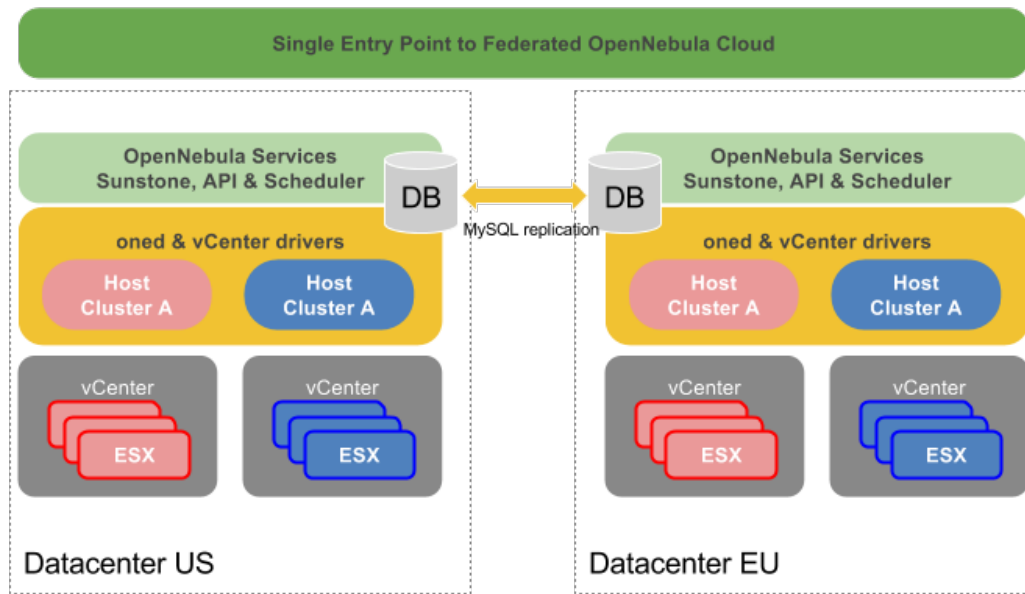 Single Entry Point to Federated OpenNebula Cloud
OpenNebula Services
Sunstone, API & Scheduler
DB
oned & vCenter drivers
Host
Cluster A
Host
Cluster A
vCenter
ESX
vCenter
ESX
Datacenter US
MySQL replication
OpenNebula Services
Sunstone, API & Scheduler
DB
oned & vCenter drivers
Host
Cluster A
Host
Cluster A
vCenter
ESX
vCenter
ESX
Datacenter EU